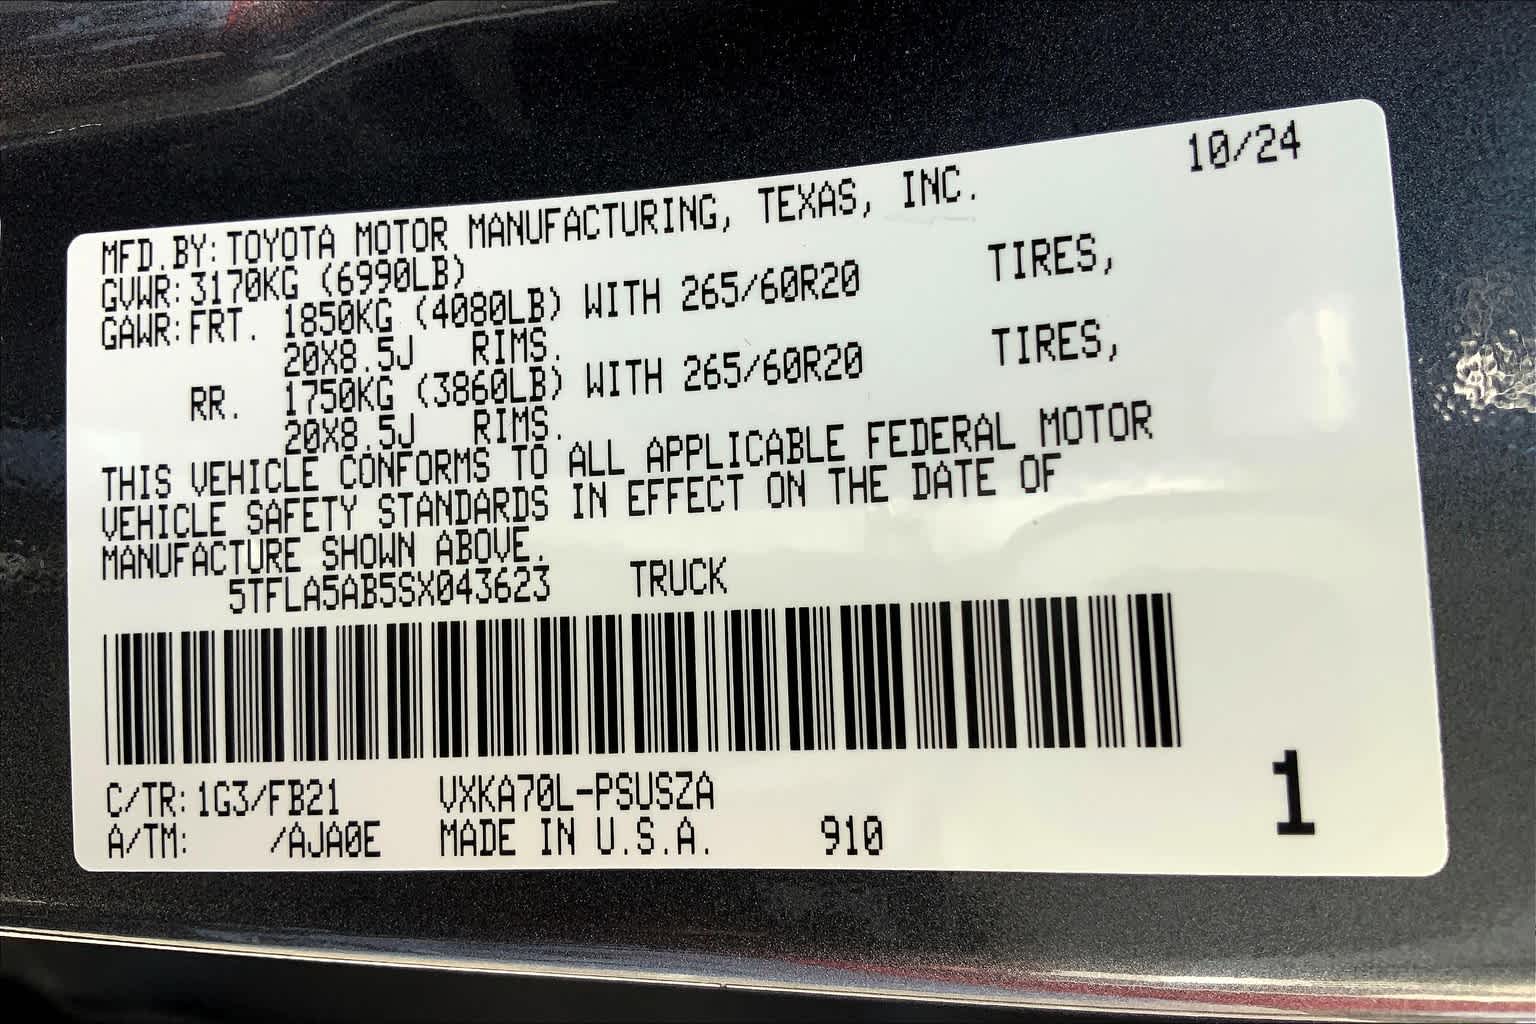 10/24
MFD.BY:TOYOTA MOTOR MANUFACTURING, TEXAS, INC.
GVWR:3170KG (6990LB)
GAWR:FRT. 1850KG (4080LB) WITH 265/60R20 TIRES,
20X8.5J RIMS.
RR. 1750KG (3860LB) WITH 265/60R20 TIRES,
20X8.5J RIMS.
THIS VEHICLE CONFORMS TO ALL APPLICABLE FEDERAL MOTOR
VEHICLE SAFETY STANDARDS IN EFFECT ON THE DATE OF
MANUFACTURE SHOWN ABOVE.
5TFLA5AB5SX043623 TRUCK
C/TR:1G3/FB21 VXKA70L-PSUSZA
A/TM: /AJA0E MADE IN U.S.A. 910
1